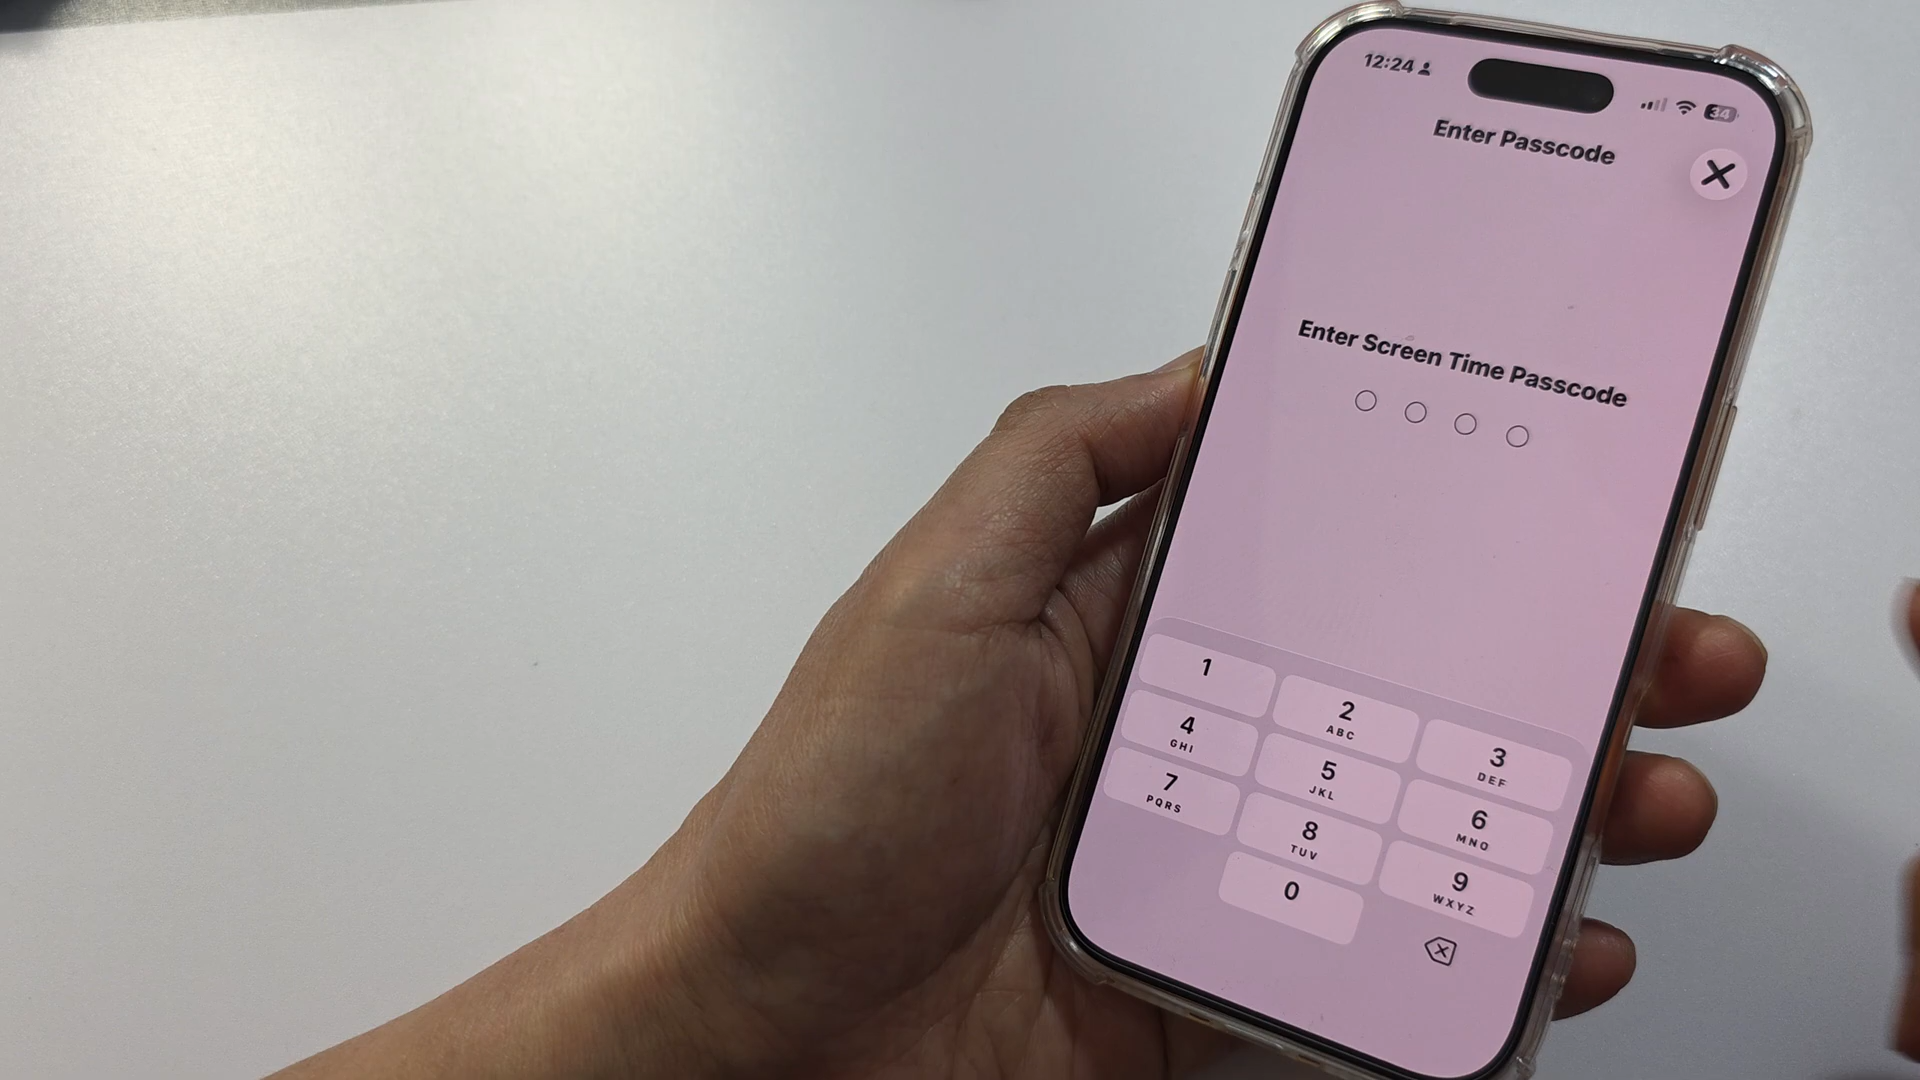 12:24
34
Enter Passcode
Enter Screen Time Passcode
1
2
ABC
3
DEF
4
GHI
5
JKL
6
MNO
7
PQRS
8
TUV
9
WXYZ
0